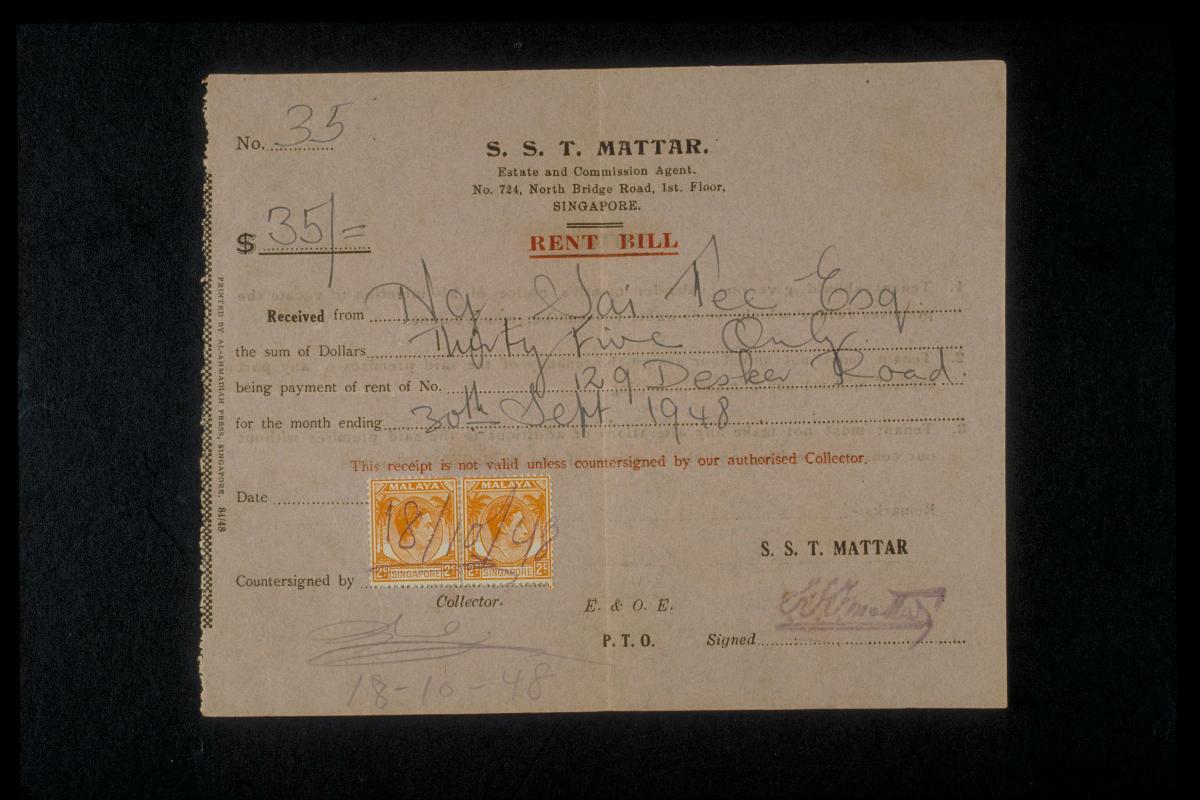 No. 35
S. S. T. MATTAR.
Estate and Commission Agent.
No. 724, North Bridge Road, 1st. Floor,
SINGAPORE.
$ 35/=
RENT BILL
Received from Ng Sai Tee Esq.
the sum of Dollars Thirty Five Only
being payment of rent of No. 129 Desker Road.
for the month ending 30th Sept. 1948
This receipt is not valid unless countersigned by our authorised Collector.
Date
MALAYA MALAYA
18/10/48
2c SINGAPORE 2c 2c SINGAPORE 2c
S. S. T. MATTAR
Countersigned by
Collector.
E. & O. E.
S.S.T. Mattar
P. T. O.
Signed
18-10-48
PRINTED BY AL-AHMADIAH PRESS, SINGAPORE. 84/48